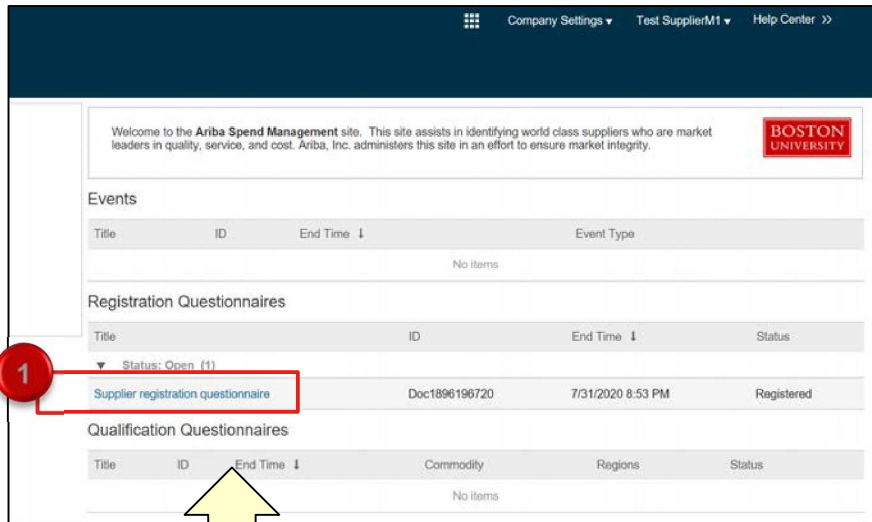 Company Settings ▾ Test SupplierM1 ▾ Help Center >>
Welcome to the Ariba Spend Management site. This site assists in identifying world class suppliers who are market
leaders in quality, service, and cost. Ariba, Inc. administers this site in an effort to ensure market integrity.
BOSTON
UNIVERSITY
Events
Title ID End Time ↓ Event Type
No items
Registration Questionnaires
Title ID End Time ↓ Status
▼ Status: Open (1)
1
Supplier registration questionnaire Doc1896196720 7/31/2020 8:53 PM Registered
Qualification Questionnaires
Title ID End Time ↓ Commodity Regions Status
No items